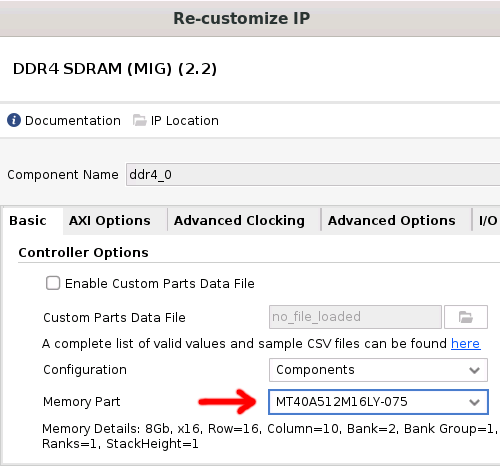 Re-customize IP
DDR4 SDRAM (MIG) (2.2)
Documentation IP Location
Component Name ddr4_0
Basic AXI Options Advanced Clocking Advanced Options I/O
Controller Options
Enable Custom Parts Data File
Custom Parts Data File no_file_loaded
A complete list of valid values and sample CSV files can be found here
Configuration Components
Memory Part MT40A512M16LY-075
Memory Details: 8Gb, x16, Row=16, Column=10, Bank=2, Bank Group=1,
Ranks=1, StackHeight=1